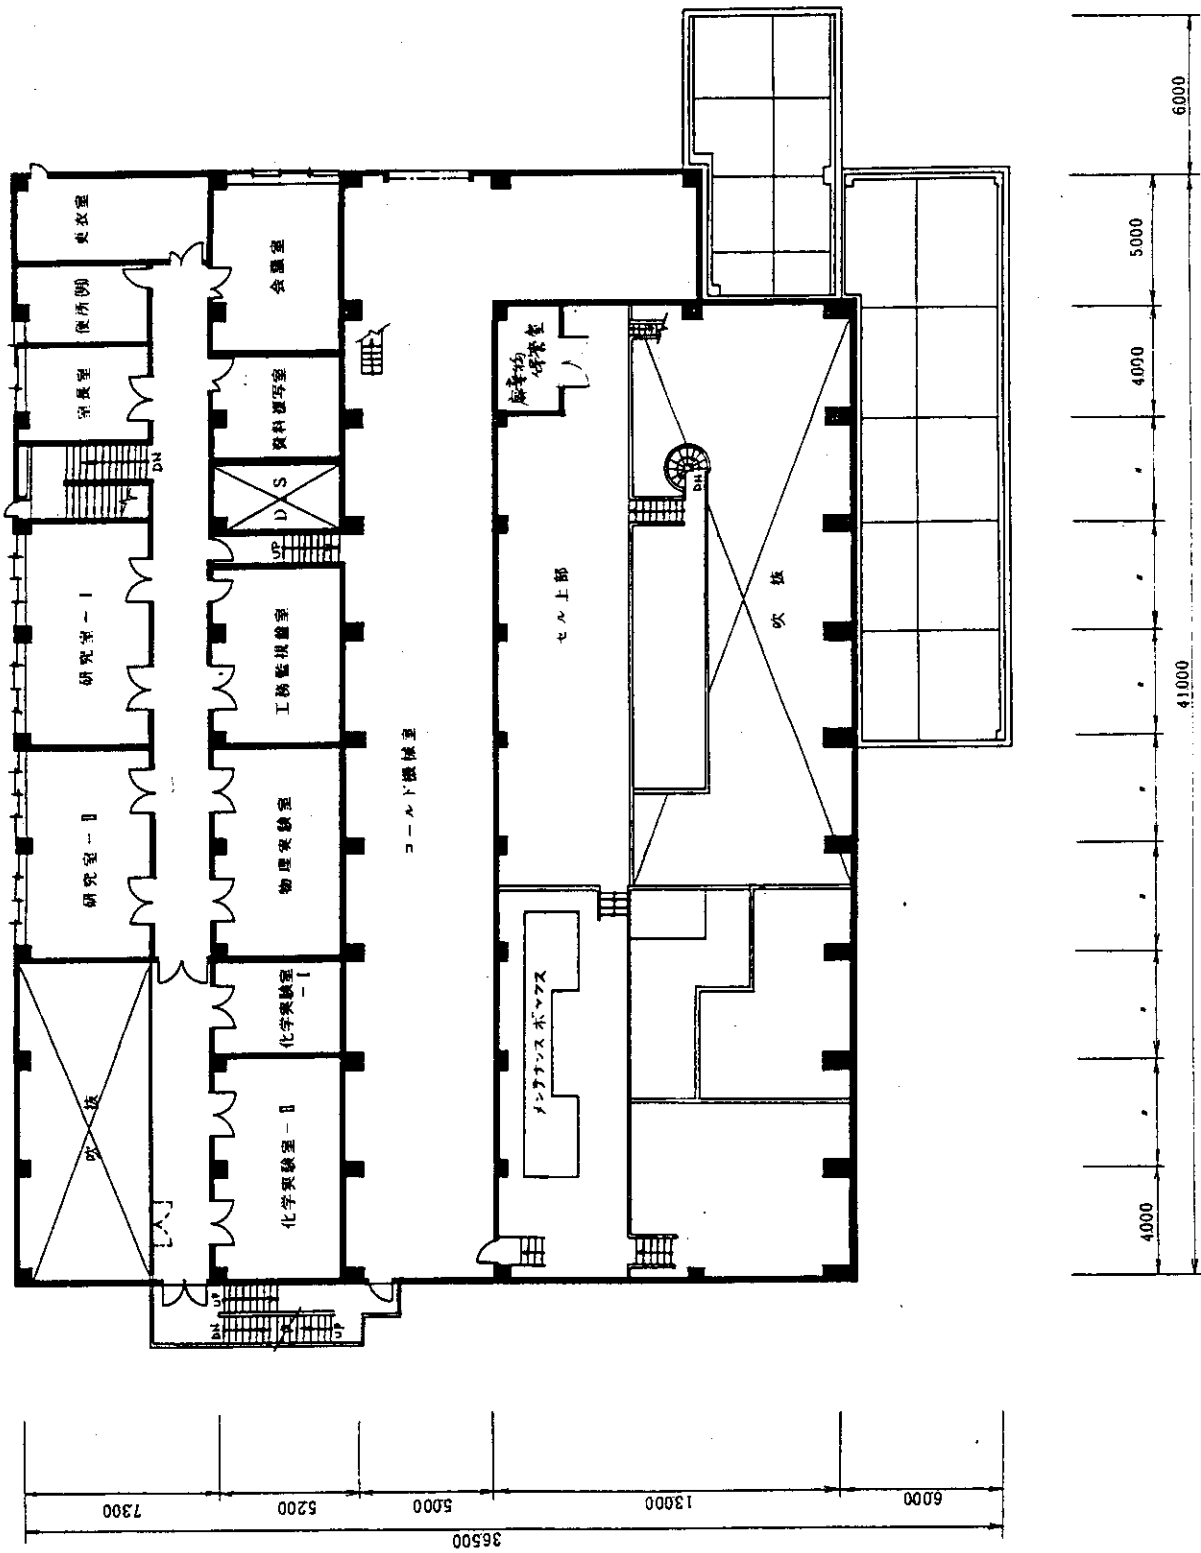 更衣室
便所(男)
室長室
DN
研究室-I
研究室-II
吹抜
会議室
資料複写室
D S
UP
工務監視盤室
物理実験室
化学実験室-I
化学実験室-II
UP
DN
UP
コールド機械室
セル上部
メンテナンスボックス
DN
吹抜
6000
5000
4000
〃
〃
〃
〃
〃
〃
〃
4000
41000
7300
5200
5000
13000
6000
36500